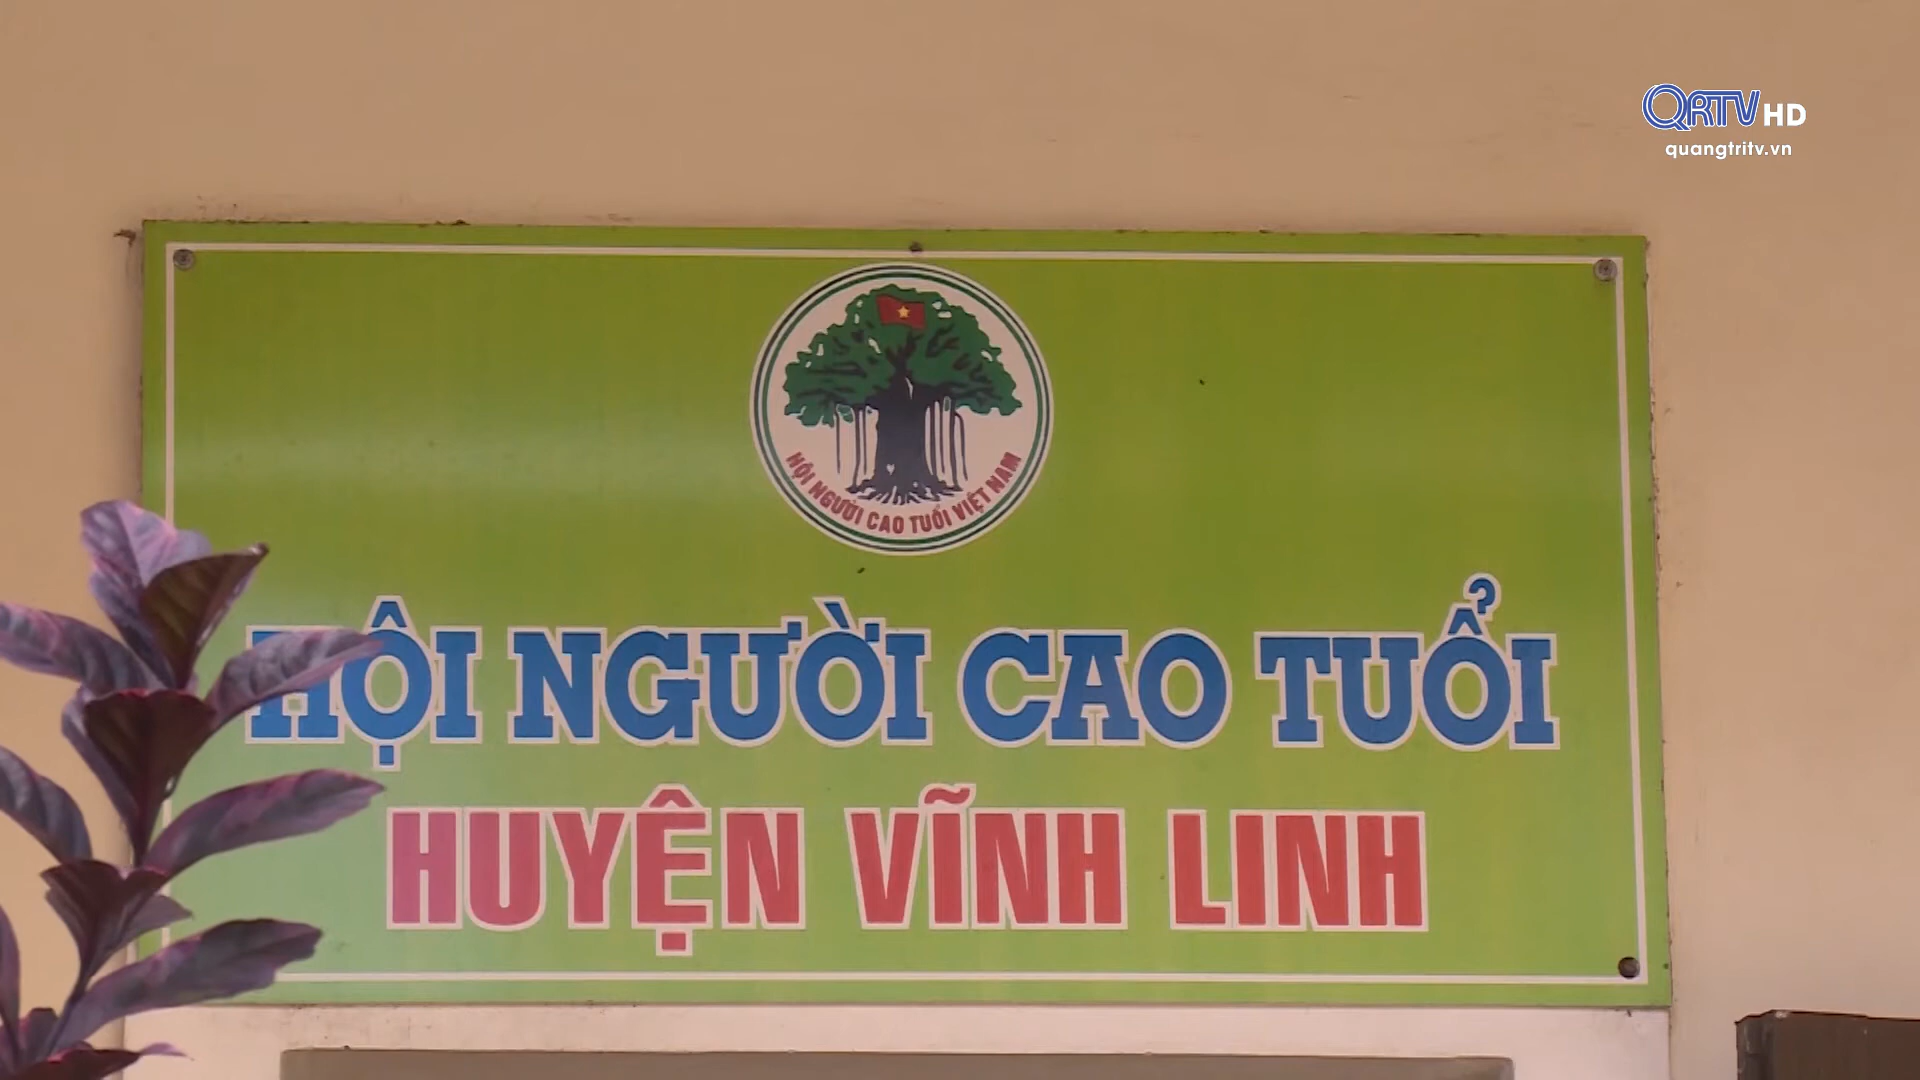 QRTV HD
quangtritv.vn
HỘI NGƯỜI CAO TUỔI VIỆT NAM
HỘI NGƯỜI CAO TUỔI
HUYỆN VĨNH LINH